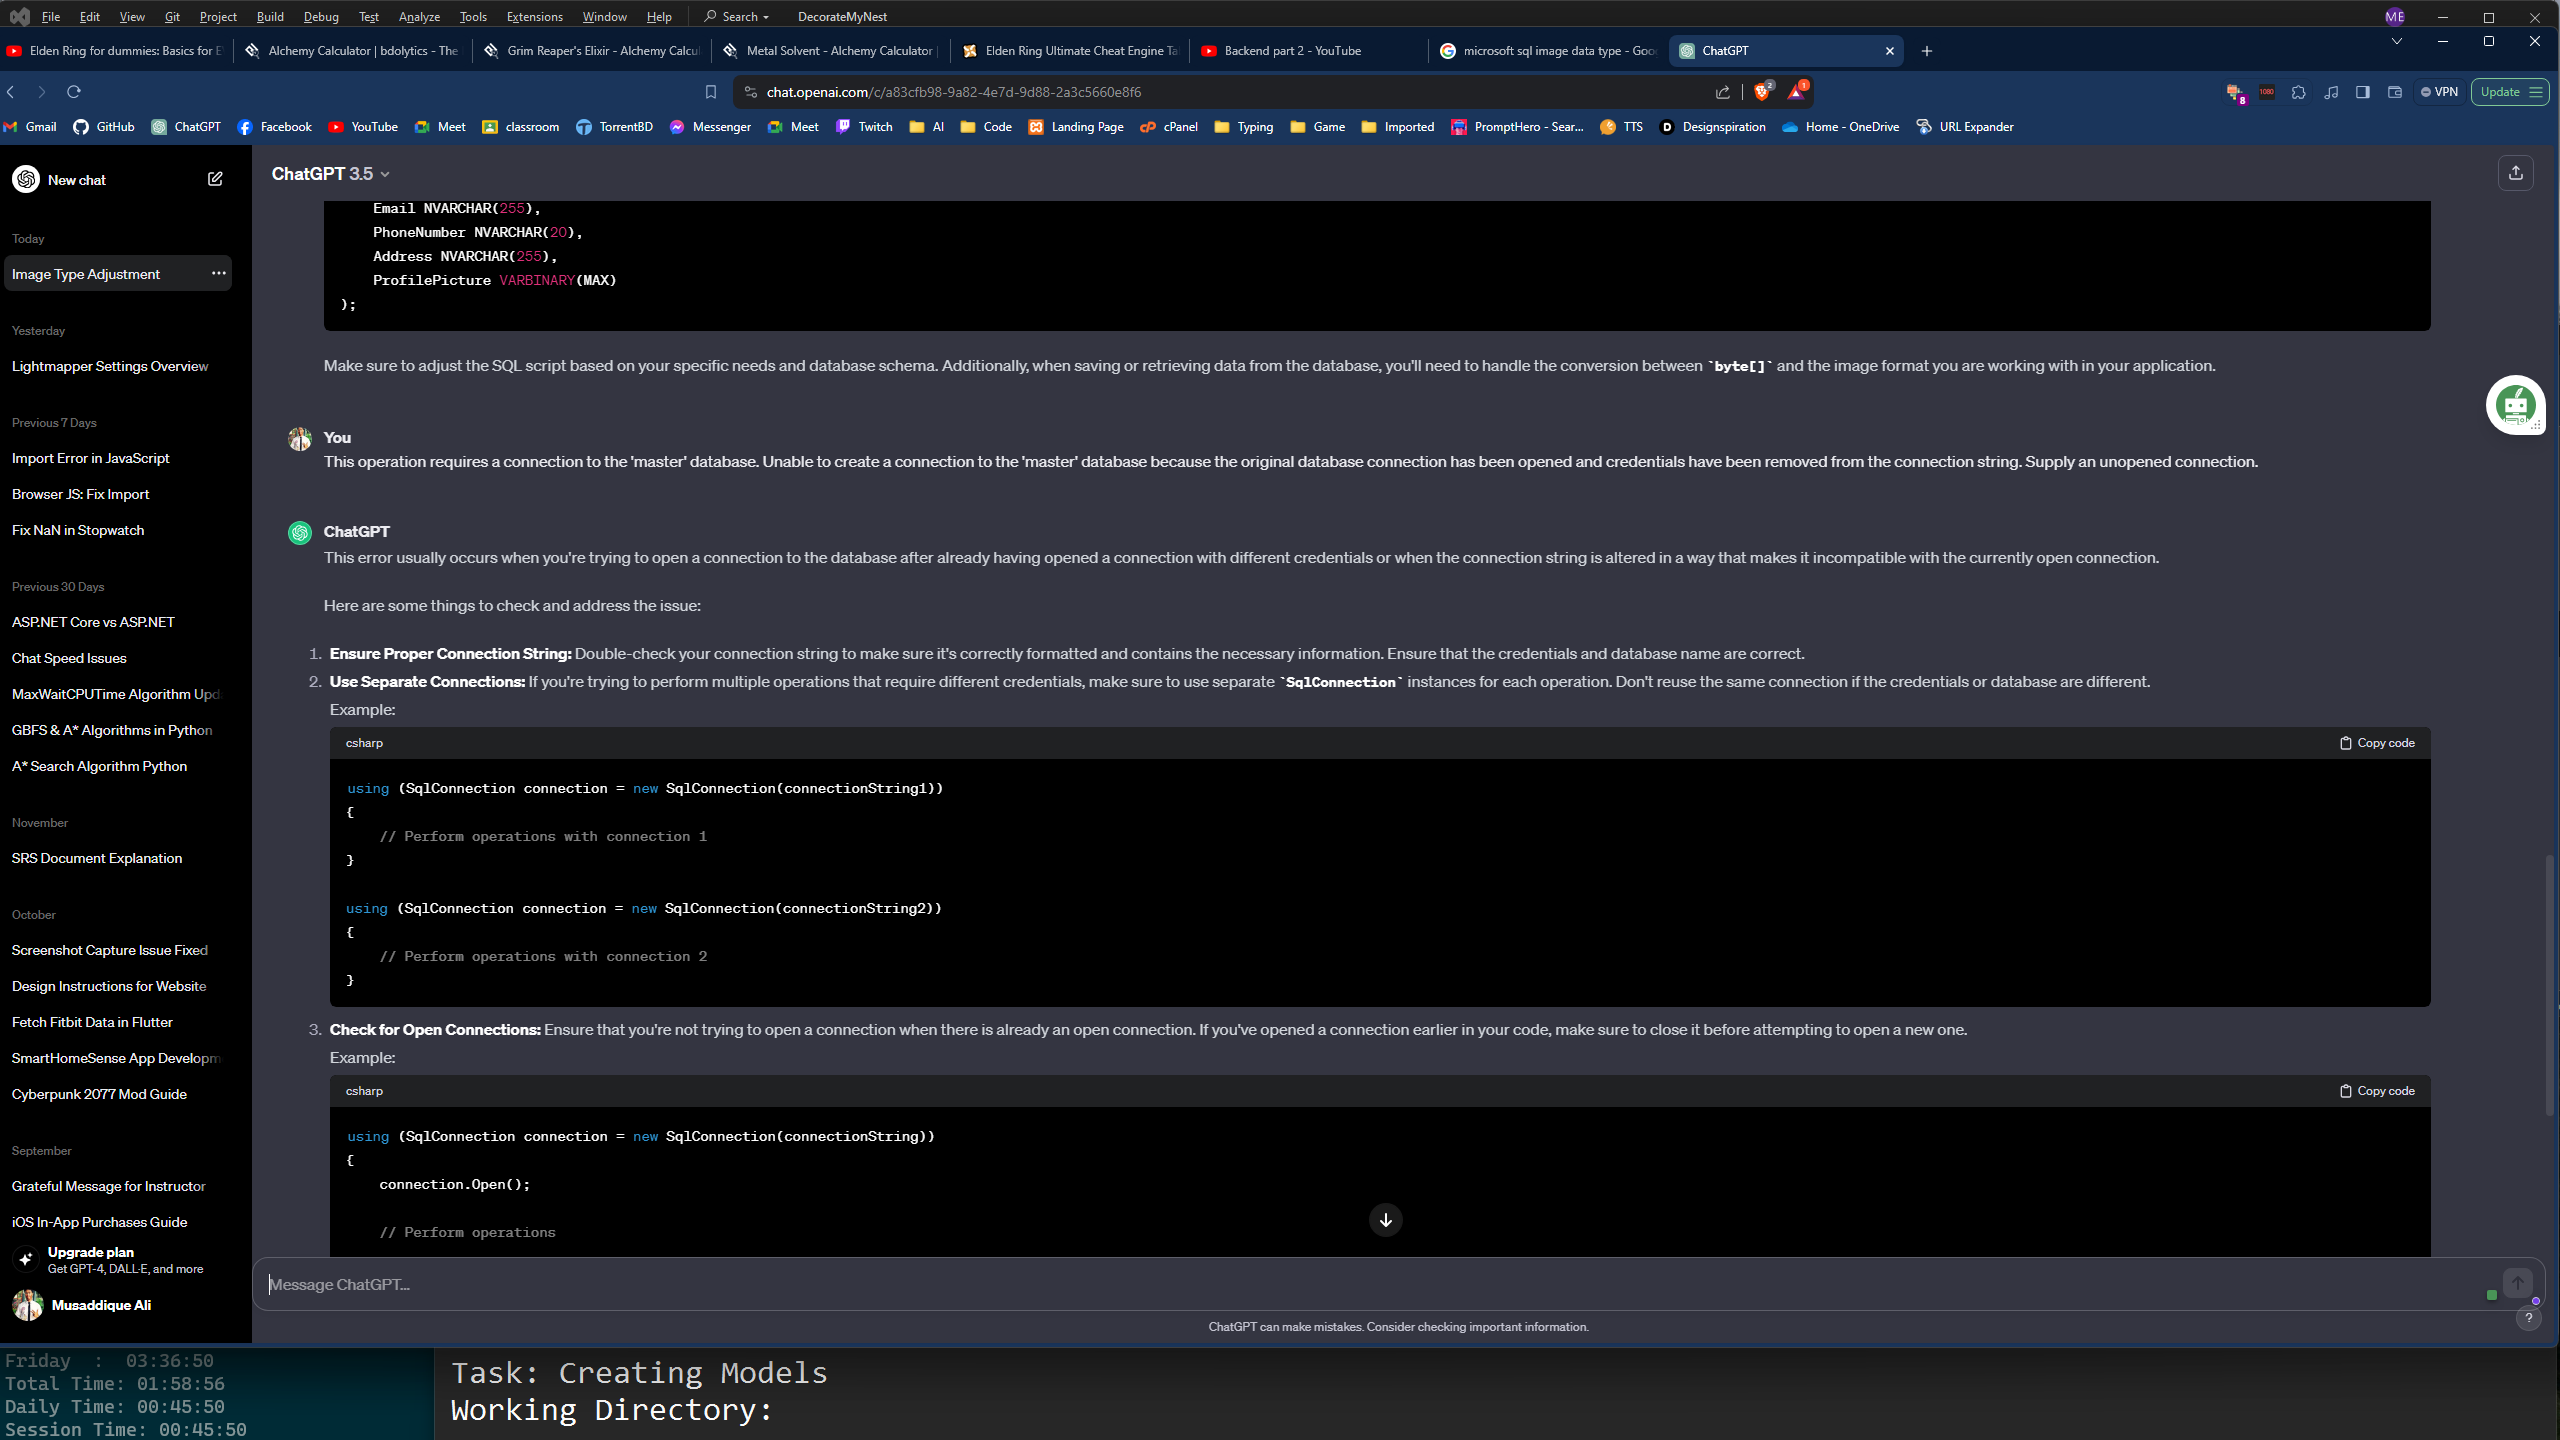 File Edit View Git Project Build Debug Test Analyze Tools Extensions Window Help Search DecorateMyNest ME
Elden Ring for dummies: Basics for E
Alchemy Calculator | bdolytics - The
Grim Reaper's Elixir - Alchemy Calcu
Metal Solvent - Alchemy Calculator |
Elden Ring Ultimate Cheat Engine Ta
Backend part 2 - YouTube
microsoft sql image data type - Goo
ChatGPT
chat.openai.com/c/a83cfb98-9a82-4e7d-9d88-2a3c5660e8f6
2
1
8
1080
VPN
Update
Gmail GitHub ChatGPT Facebook YouTube Meet classroom TorrentBD Messenger Meet Twitch AI Code Landing Page cPanel Typing Game Imported PromptHero - Sear... TTS Designspiration Home - OneDrive URL Expander
New chat
Today
Image Type Adjustment
Yesterday
Lightmapper Settings Overview
Previous 7 Days
Import Error in JavaScript
Browser JS: Fix Import
Fix NaN in Stopwatch
Previous 30 Days
ASP.NET Core vs ASP.NET
Chat Speed Issues
MaxWaitCPUTime Algorithm Upd
GBFS & A* Algorithms in Python
A* Search Algorithm Python
November
SRS Document Explanation
October
Screenshot Capture Issue Fixed
Design Instructions for Website
Fetch Fitbit Data in Flutter
SmartHomeSense App Developm
Cyberpunk 2077 Mod Guide
September
Grateful Message for Instructor
iOS In-App Purchases Guide
Upgrade plan
Get GPT-4, DALL·E, and more
Musaddique Ali
ChatGPT 3.5
Email NVARCHAR(255),
PhoneNumber NVARCHAR(20),
Address NVARCHAR(255),
ProfilePicture VARBINARY(MAX)
);
Make sure to adjust the SQL script based on your specific needs and database schema. Additionally, when saving or retrieving data from the database, you'll need to handle the conversion between `byte[]` and the image format you are working with in your application.
You
This operation requires a connection to the 'master' database. Unable to create a connection to the 'master' database because the original database connection has been opened and credentials have been removed from the connection string. Supply an unopened connection.
ChatGPT
This error usually occurs when you're trying to open a connection to the database after already having opened a connection with different credentials or when the connection string is altered in a way that makes it incompatible with the currently open connection.
Here are some things to check and address the issue:
1. Ensure Proper Connection String: Double-check your connection string to make sure it's correctly formatted and contains the necessary information. Ensure that the credentials and database name are correct.
2. Use Separate Connections: If you're trying to perform multiple operations that require different credentials, make sure to use separate `SqlConnection` instances for each operation. Don't reuse the same connection if the credentials or database are different.
Example:
csharp Copy code
using (SqlConnection connection = new SqlConnection(connectionString1))
{
// Perform operations with connection 1
}
using (SqlConnection connection = new SqlConnection(connectionString2))
{
// Perform operations with connection 2
}
3. Check for Open Connections: Ensure that you're not trying to open a connection when there is already an open connection. If you've opened a connection earlier in your code, make sure to close it before attempting to open a new one.
Example:
csharp Copy code
using (SqlConnection connection = new SqlConnection(connectionString))
{
connection.Open();
// Perform operations
Message ChatGPT...
ChatGPT can make mistakes. Consider checking important information.
?
Friday : 03:36:50
Total Time: 01:58:56
Daily Time: 00:45:50
Session Time: 00:45:50
Task: Creating Models
Working Directory: